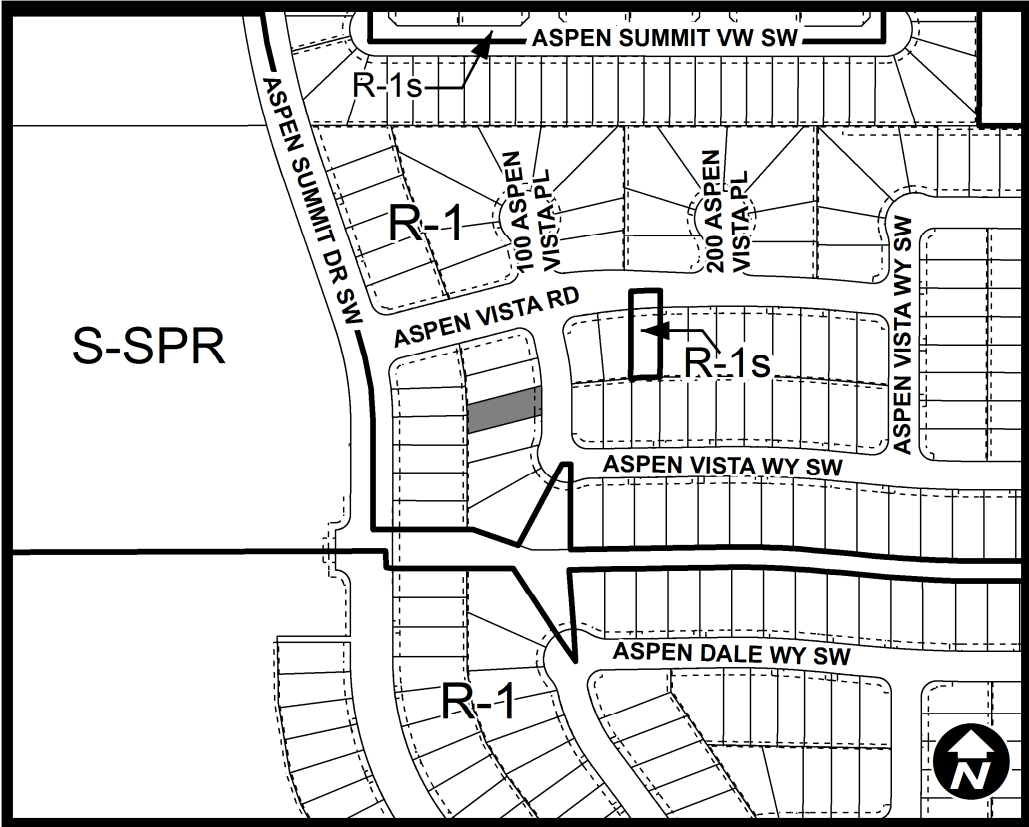 ASPEN SUMMIT VW SW
R-1s
ASPEN SUMMIT DR SW
100 ASPEN
VISTA PL
200 ASPEN
VISTA PL
R-1
ASPEN VISTA WY SW
ASPEN VISTA RD
S-SPR
R-1s
ASPEN VISTA WY SW
ASPEN DALE WY SW
R-1
N